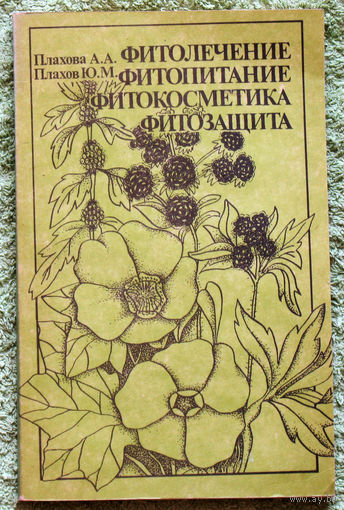 Плахова А.А. ФИТОЛЕЧЕНИЕ
Плахов Ю.М. ФИТОПИТАНИЕ
ФИТОКОСМЕТИКА
ФИТОЗАЩИТА